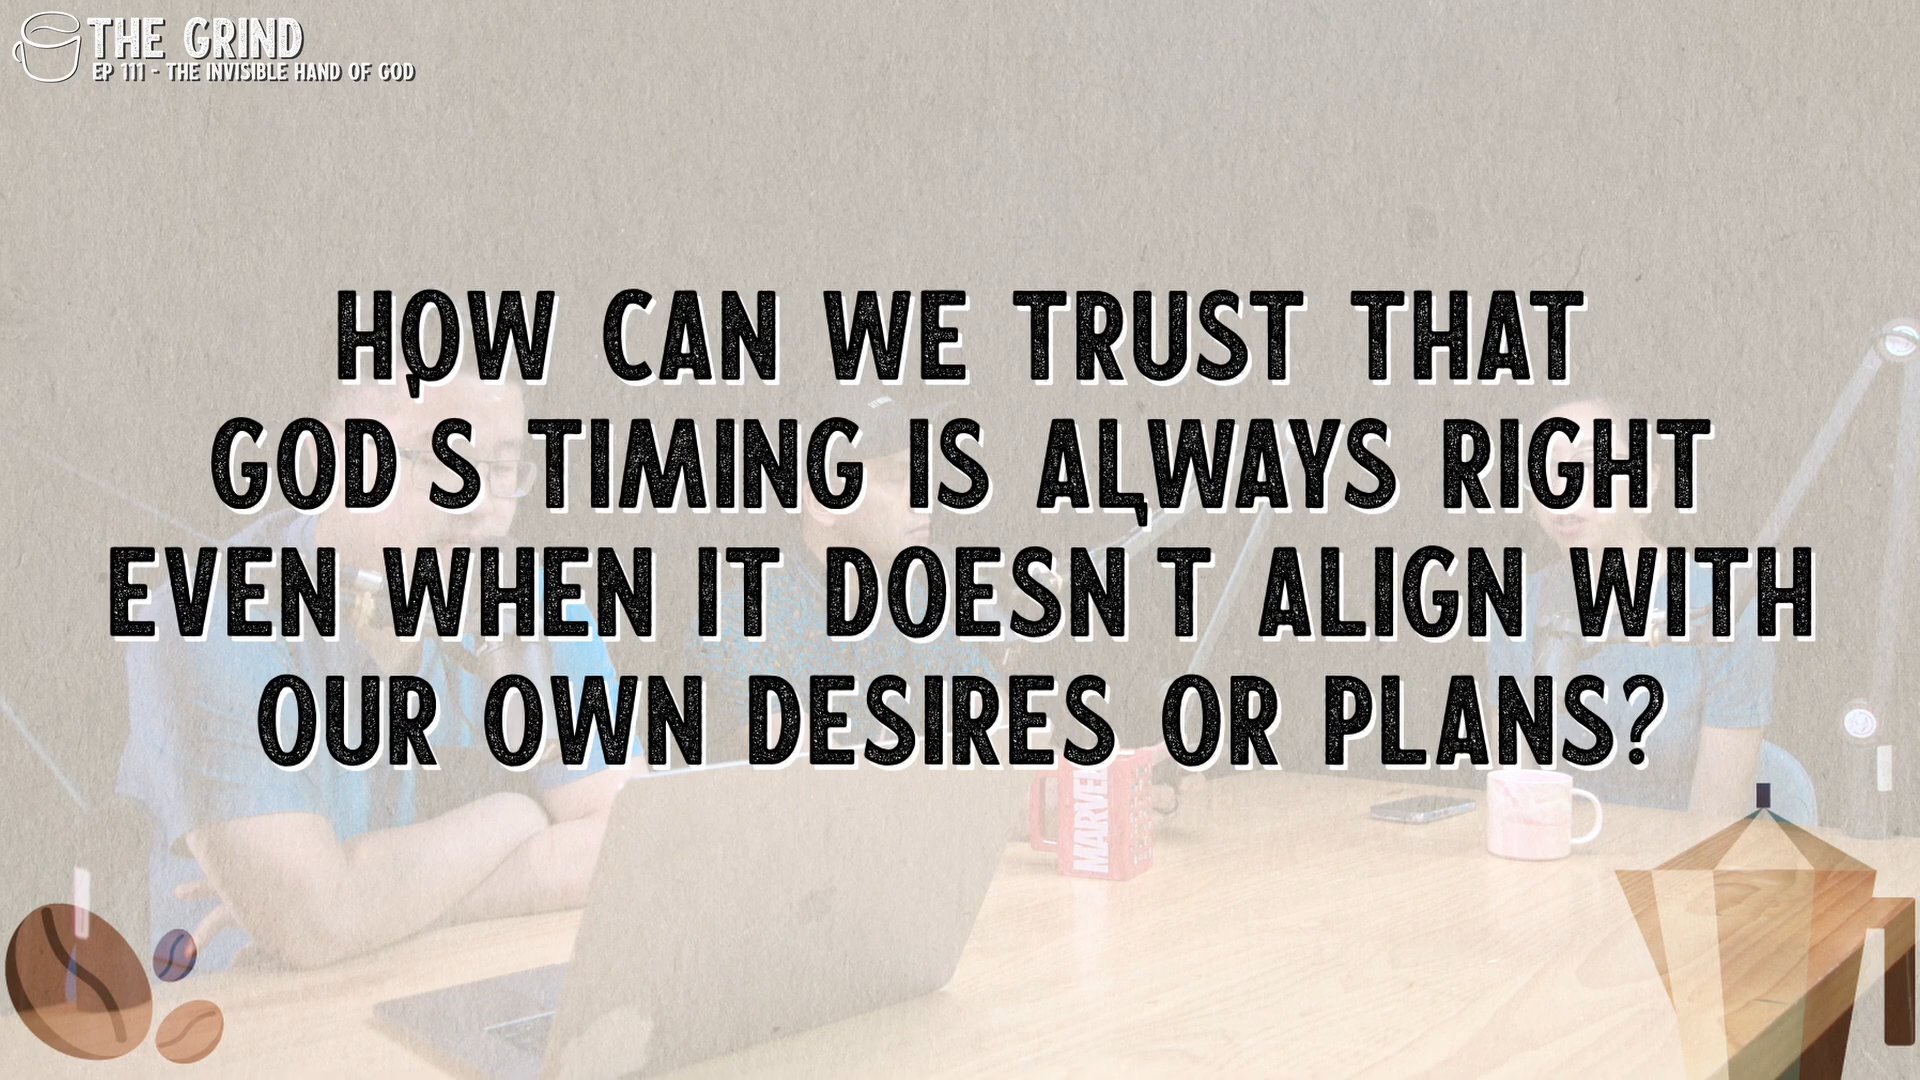 THE GRIND
EP 111 - THE INVISIBLE HAND OF GOD
HOW CAN WE TRUST THAT
GOD'S TIMING IS ALWAYS RIGHT
EVEN WHEN IT DOESN'T ALIGN WITH
OUR OWN DESIRES OR PLANS?
MARVEL